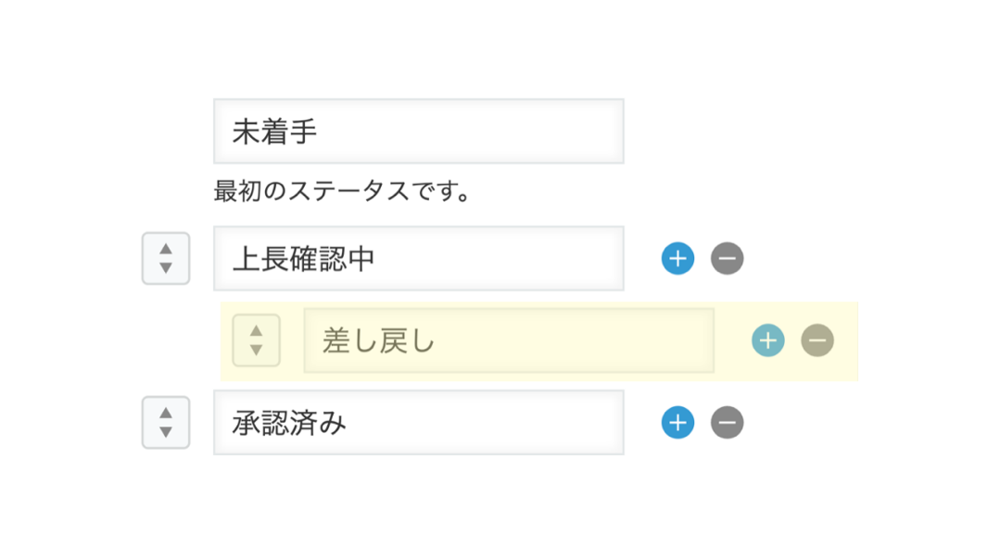 未着手
最初のステータスです。
上長確認中
差し戻し
承認済み